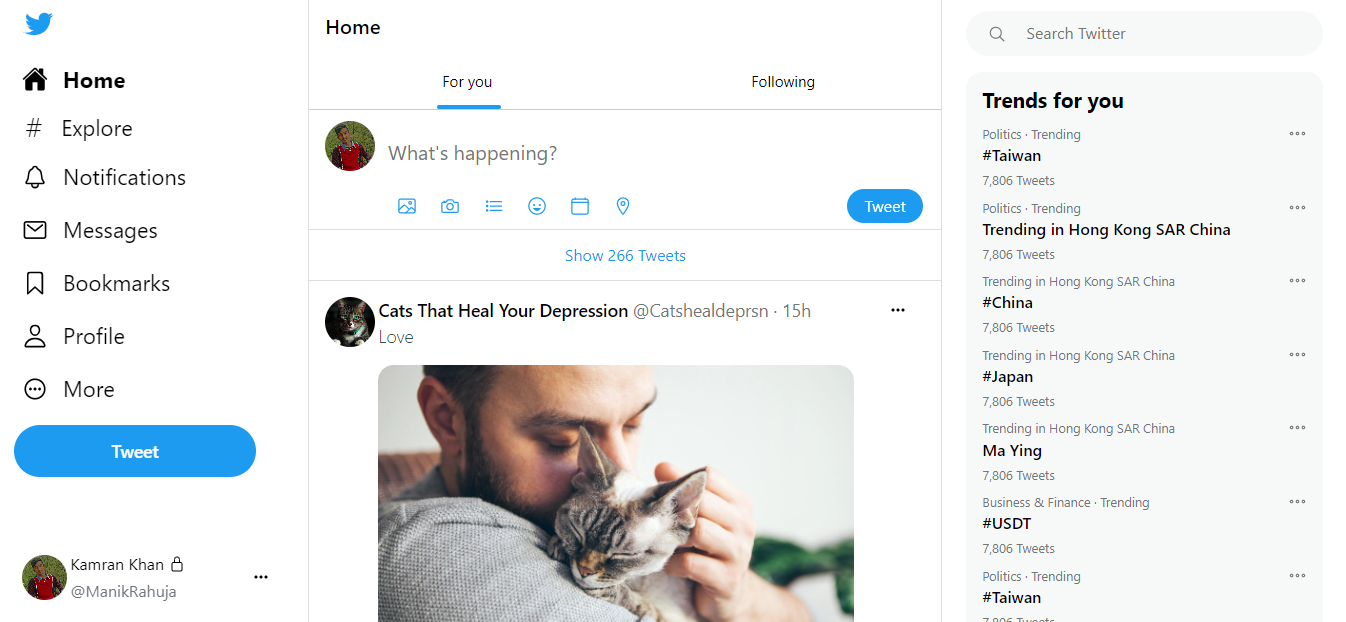 Home
# Explore
Notifications
Messages
Bookmarks
Profile
More
Tweet
Kamran Khan
@ManikRahuja
Home
For you
Following
What's happening?
Tweet
Show 266 Tweets
Cats That Heal Your Depression @Catshealdeprsn · 15h
Love
Search Twitter
Trends for you
Politics · Trending
#Taiwan
7,806 Tweets
Politics · Trending
Trending in Hong Kong SAR China
7,806 Tweets
Trending in Hong Kong SAR China
#China
7,806 Tweets
Trending in Hong Kong SAR China
#Japan
7,806 Tweets
Trending in Hong Kong SAR China
Ma Ying
7,806 Tweets
Business & Finance · Trending
#USDT
7,806 Tweets
Politics · Trending
#Taiwan